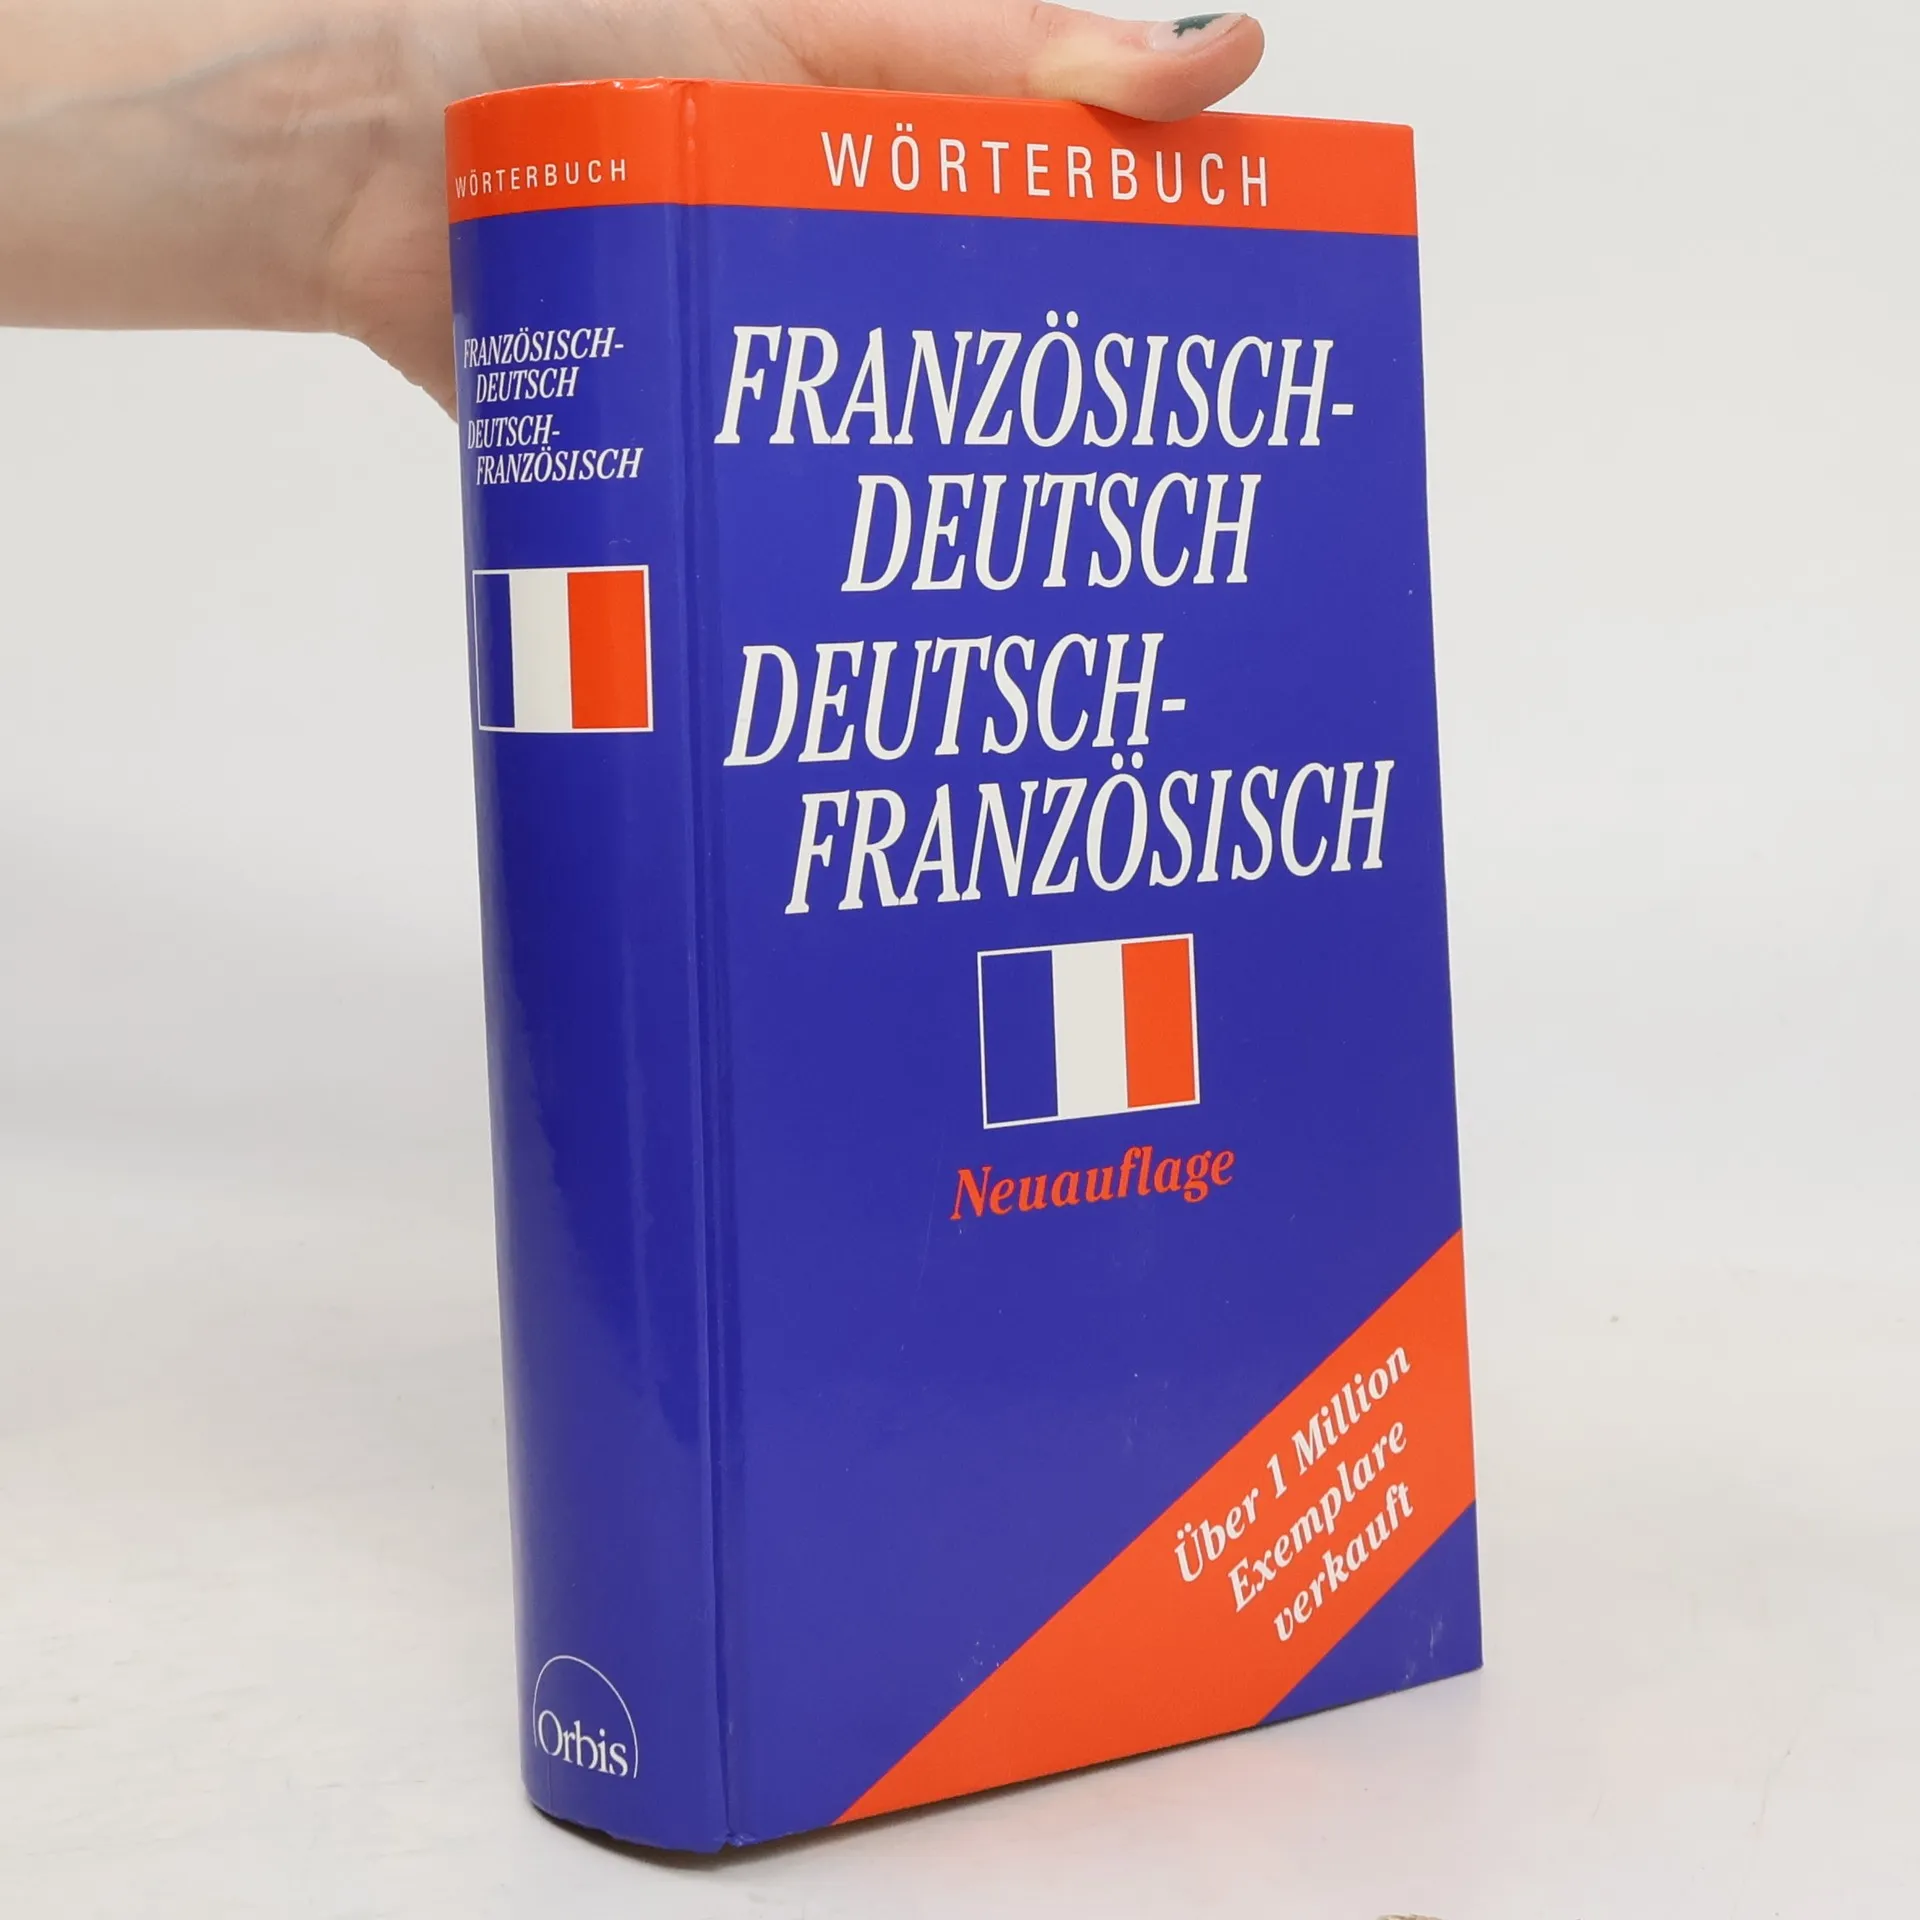 WÖRTERBUCH
FRANZÖSISCH-
DEUTSCH
DEUTSCH-
FRANZÖSISCH
Orbis
WÖRTERBUCH
FRANZÖSISCH-
DEUTSCH
DEUTSCH-
FRANZÖSISCH
Neuauflage
Über 1 Million
Exemplare
verkauft